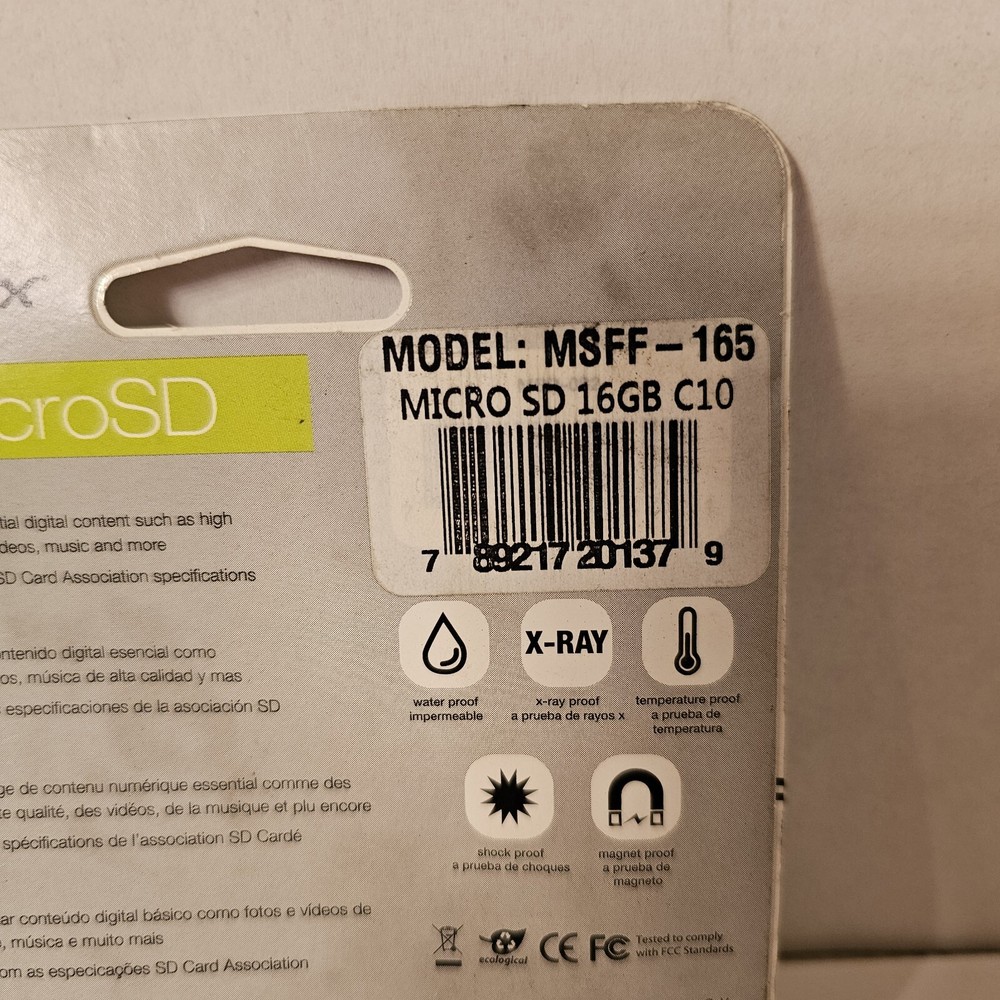 x
MODEL: MSFF-165
MICRO SD 16GB C10
7 89217 20137 9
croSD
tial digital content such as high
deos, music and more
SD Card Association specifications
ntenido digital esencial como
os, música de alta calidad y mas
especificaciones de la asociación SD
ge de contenu numérique essential comme des
te qualité, des vidéos, de la musique et plu encore
spécifications de l'association SD Cardé
ar conteúdo digital básico como fotos e vídeos de
, música e muito mais
om as especicações SD Card Association
X-RAY
water proof
impermeable
x-ray proof
a prueba de rayos x
temperature proof
a prueba de
temperatura
shock proof
a prueba de choques
magnet proof
a prueba de
magneto
ecological
CE FC
Tested to comply
with FCC Standards